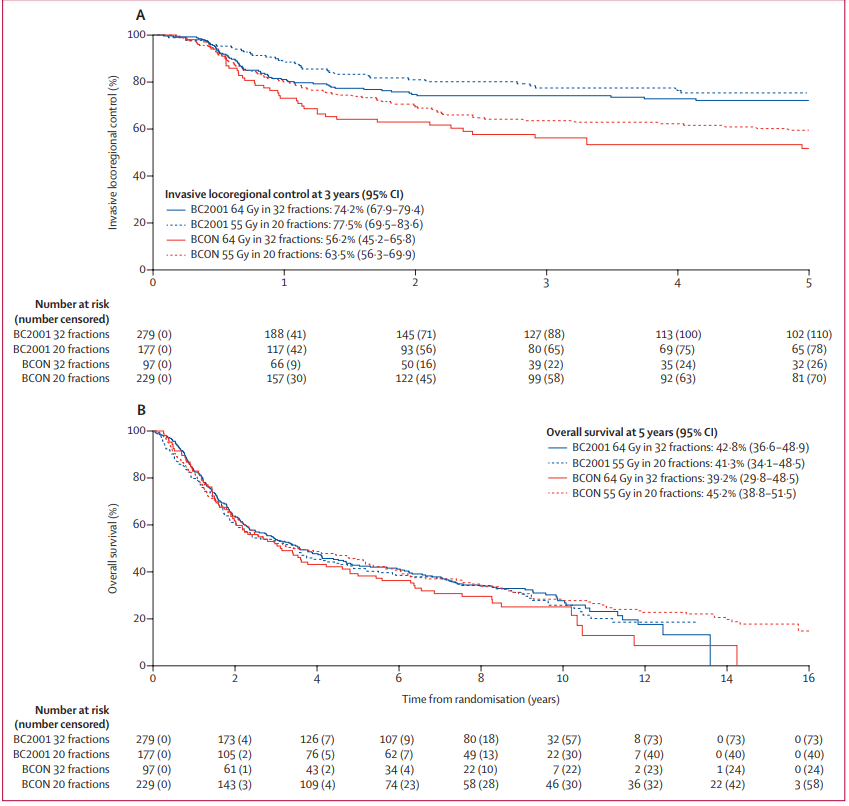 A
100
80
60
40
20
0
Invasive locoregional control (%)
Invasive locoregional control at 3 years (95% CI)
BC2001 64 Gy in 32 fractions: 74·2% (67·9–79·4)
BC2001 55 Gy in 20 fractions: 77·5% (69·5–83·6)
BCON 64 Gy in 32 fractions: 56·2% (45·2–65·8)
BCON 55 Gy in 20 fractions: 63·5% (56·3–69·9)
0 1 2 3 4 5
Number at risk
(number censored)
BC2001 32 fractions 279 (0) 188 (41) 145 (71) 127 (88) 113 (100) 102 (110)
BC2001 20 fractions 177 (0) 117 (42) 93 (56) 80 (65) 69 (75) 65 (78)
BCON 32 fractions 97 (0) 66 (9) 50 (16) 39 (22) 35 (24) 32 (26)
BCON 20 fractions 229 (0) 157 (30) 122 (45) 99 (58) 92 (63) 81 (70)
B
100
80
60
40
20
0
Overall survival (%)
Overall survival at 5 years (95% CI)
BC2001 64 Gy in 32 fractions: 42·8% (36·6–48·9)
BC2001 55 Gy in 20 fractions: 41·3% (34·1–48·5)
BCON 64 Gy in 32 fractions: 39·2% (29·8–48·5)
BCON 55 Gy in 20 fractions: 45·2% (38·8–51·5)
0 2 4 6 8 10 12 14 16
Time from randomisation (years)
Number at risk
(number censored)
BC2001 32 fractions 279 (0) 173 (4) 126 (7) 107 (9) 80 (18) 32 (57) 8 (73) 0 (73) 0 (73)
BC2001 20 fractions 177 (0) 105 (2) 76 (5) 62 (7) 49 (13) 22 (30) 7 (40) 0 (40) 0 (40)
BCON 32 fractions 97 (0) 61 (1) 43 (2) 34 (4) 22 (10) 7 (22) 2 (23) 1 (24) 0 (24)
BCON 20 fractions 229 (0) 143 (3) 109 (4) 74 (23) 58 (28) 46 (30) 36 (32) 22 (42) 3 (58)